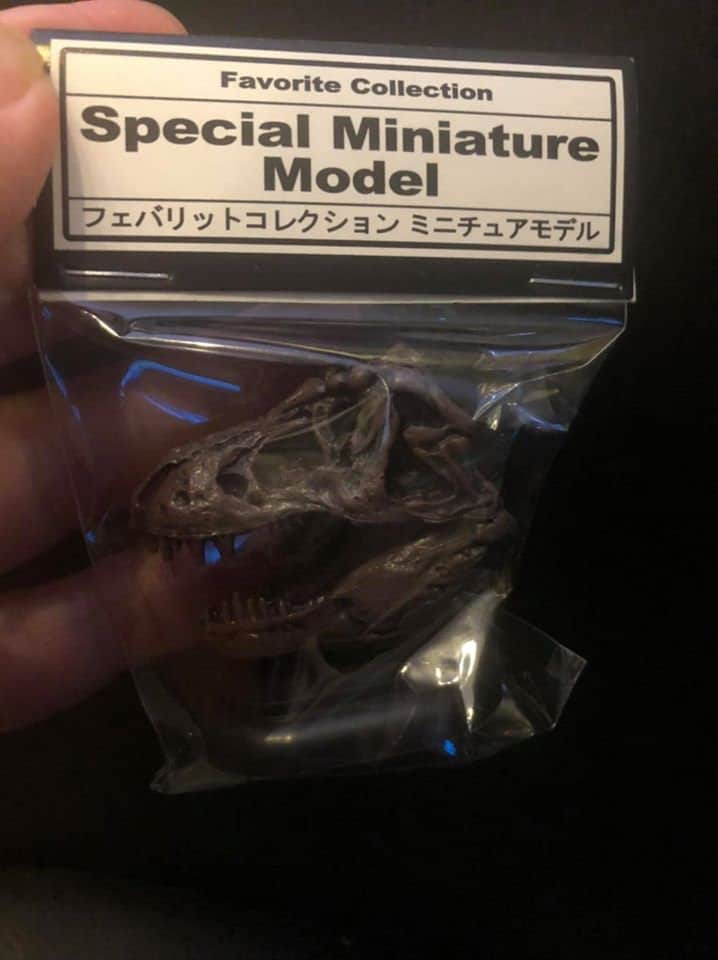 Favorite Collection
Special Miniature
Model
フェバリットコレクション ミニチュアモデル